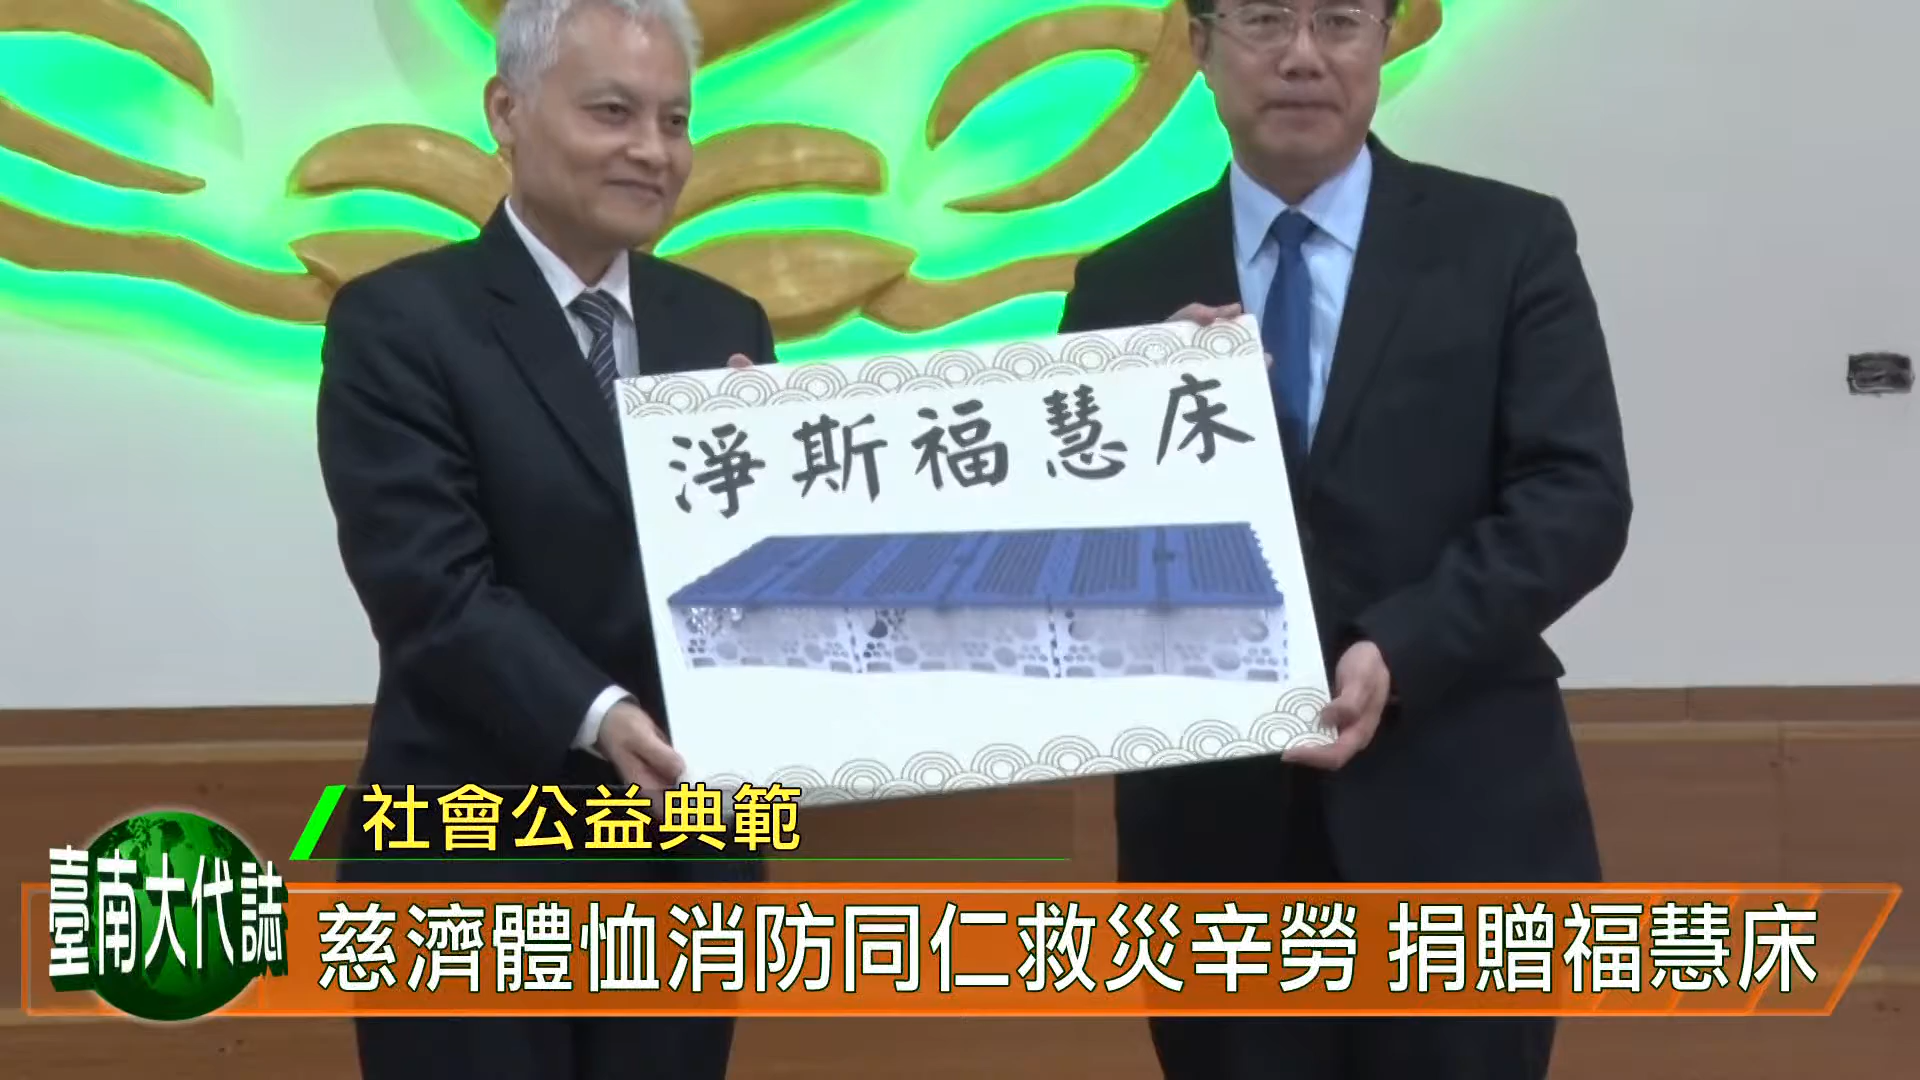 淨斯福慧床
社會公益典範
臺南大代誌
慈濟體恤消防同仁救災辛勞 捐贈福慧床